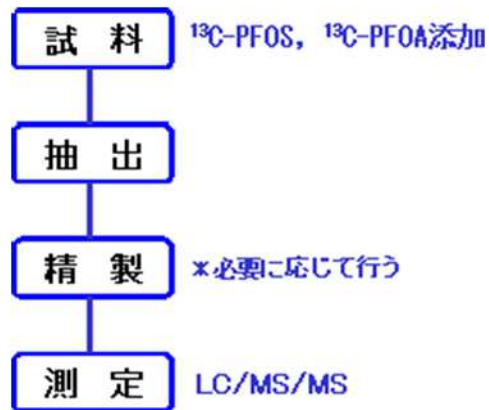 試料 ¹³C-PFOS, ¹³C-PFOA添加
抽出
精製 *必要に応じて行う
測定 LC/MS/MS